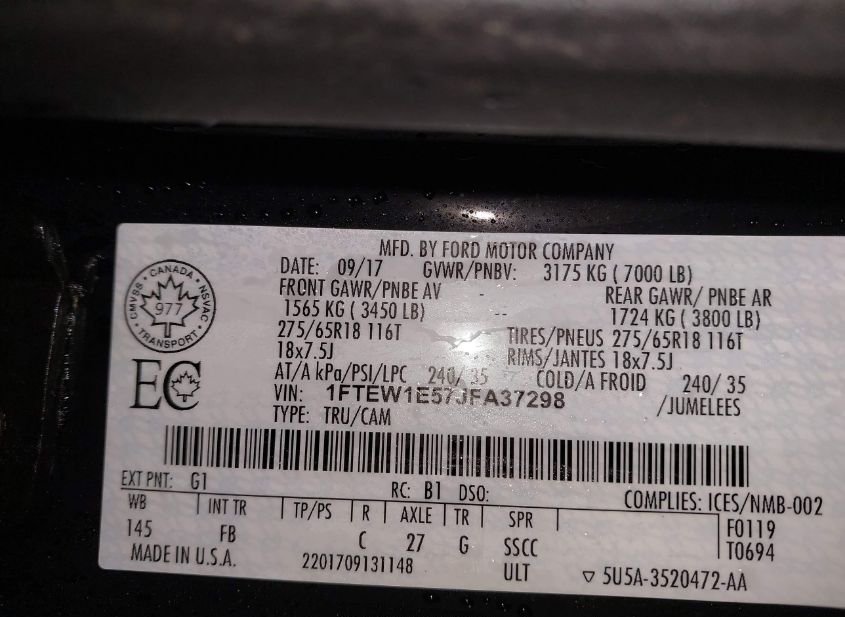 MFD. BY FORD MOTOR COMPANY
DATE: 09/17 GVWR/PNBV: 3175 KG ( 7000 LB)
FRONT GAWR/PNBE AV REAR GAWR/ PNBE AR
1565 KG ( 3450 LB) 1724 KG ( 3800 LB)
275/65R18 116T TIRES/PNEUS 275/65R18 116T
18x7.5J RIMS/JANTES 18x7.5J
AT/A kPa/PSI/LPC 240/ 35 COLD/A FROID 240/ 35
VIN: 1FTEW1E57JFA37298 /JUMELEES
TYPE: TRU/CAM
CANADA
CMVSS · NSVAC
977
TRANSPORT
EC
EXT PNT: G1 RC: B1 DSO: COMPLIES: ICES/NMB-002
WB INT TR TP/PS R AXLE TR SPR F0119
145 FB C 27 G SSCC T0694
MADE IN U.S.A. 2201709131148 ULT ▽ 5U5A-3520472-AA